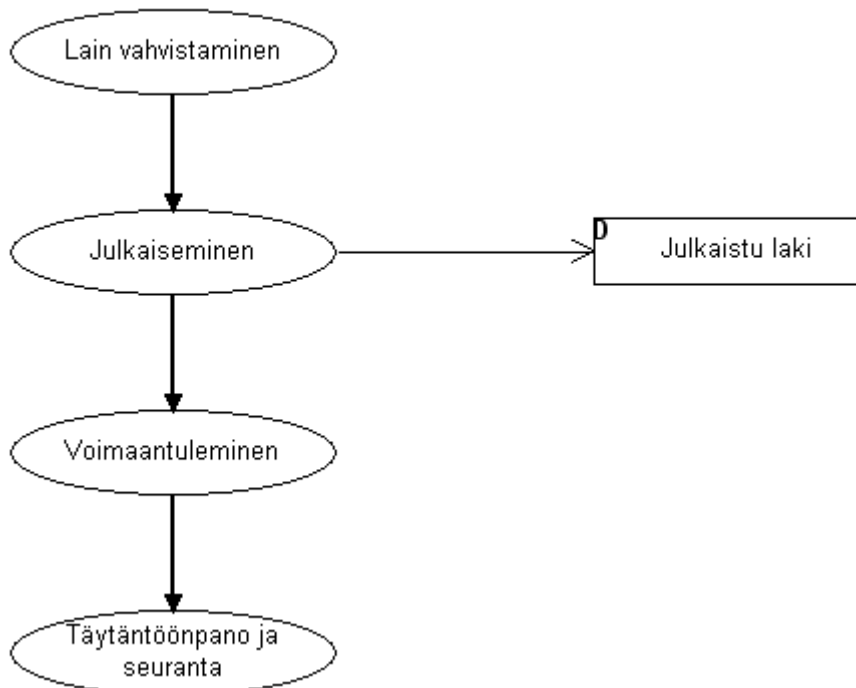 Lain vahvistaminen
Julkaiseminen
D
Julkaistu laki
Voimaantuleminen
Täytäntöönpano ja
seuranta